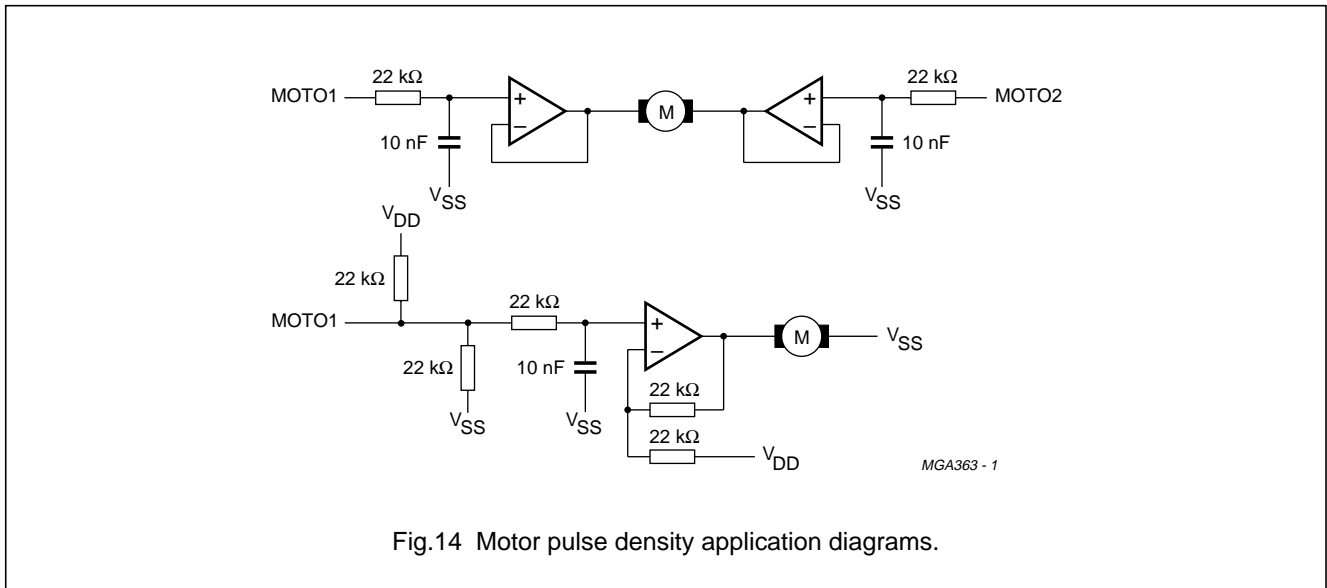 22 kΩ
22 kΩ
MOTO1
MOTO2
+
−
M
+
−
10 nF
10 nF
VSS
VSS
VDD
22 kΩ
22 kΩ
MOTO1
+
−
M
VSS
22 kΩ
10 nF
22 kΩ
VSS
VSS
22 kΩ
VDD
MGA363 - 1
Fig.14 Motor pulse density application diagrams.